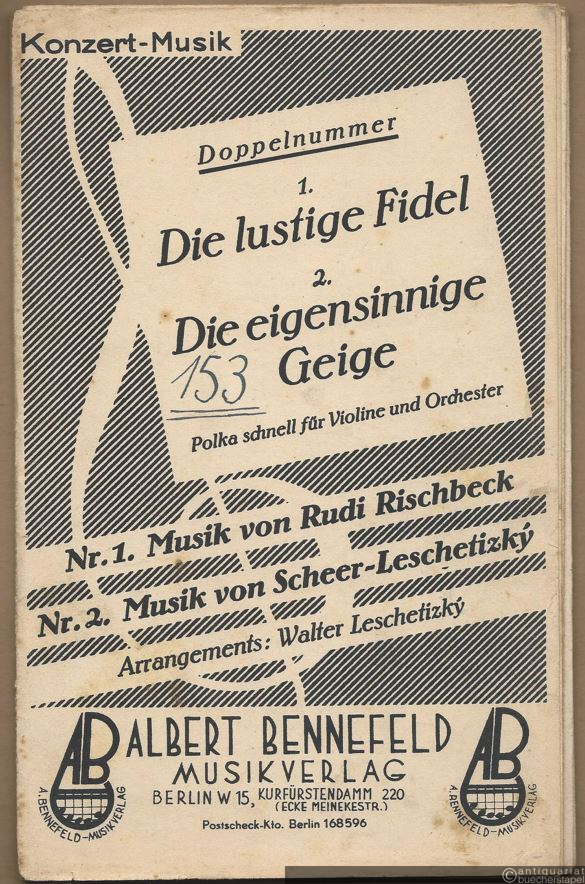 Konzert-Musik
Doppelnummer
1.
Die lustige Fidel
2.
Die eigensinnige
Geige
153
Polka schnell für Violine und Orchester
Nr. 1. Musik von Rudi Rischbeck
Nr. 2. Musik von Scheer-Leschetizký
Arrangements: Walter Leschetizký
AB
A. BENNEFELD-MUSIKVERLAG
ALBERT BENNEFELD
MUSIKVERLAG
BERLIN W 15, KURFÜRSTENDAMM 220
(ECKE MEINEKESTR.)
Postscheck-Kto. Berlin 168596
AB
A. BENNEFELD-MUSIKVERLAG
©antiquariat
buecherstapel